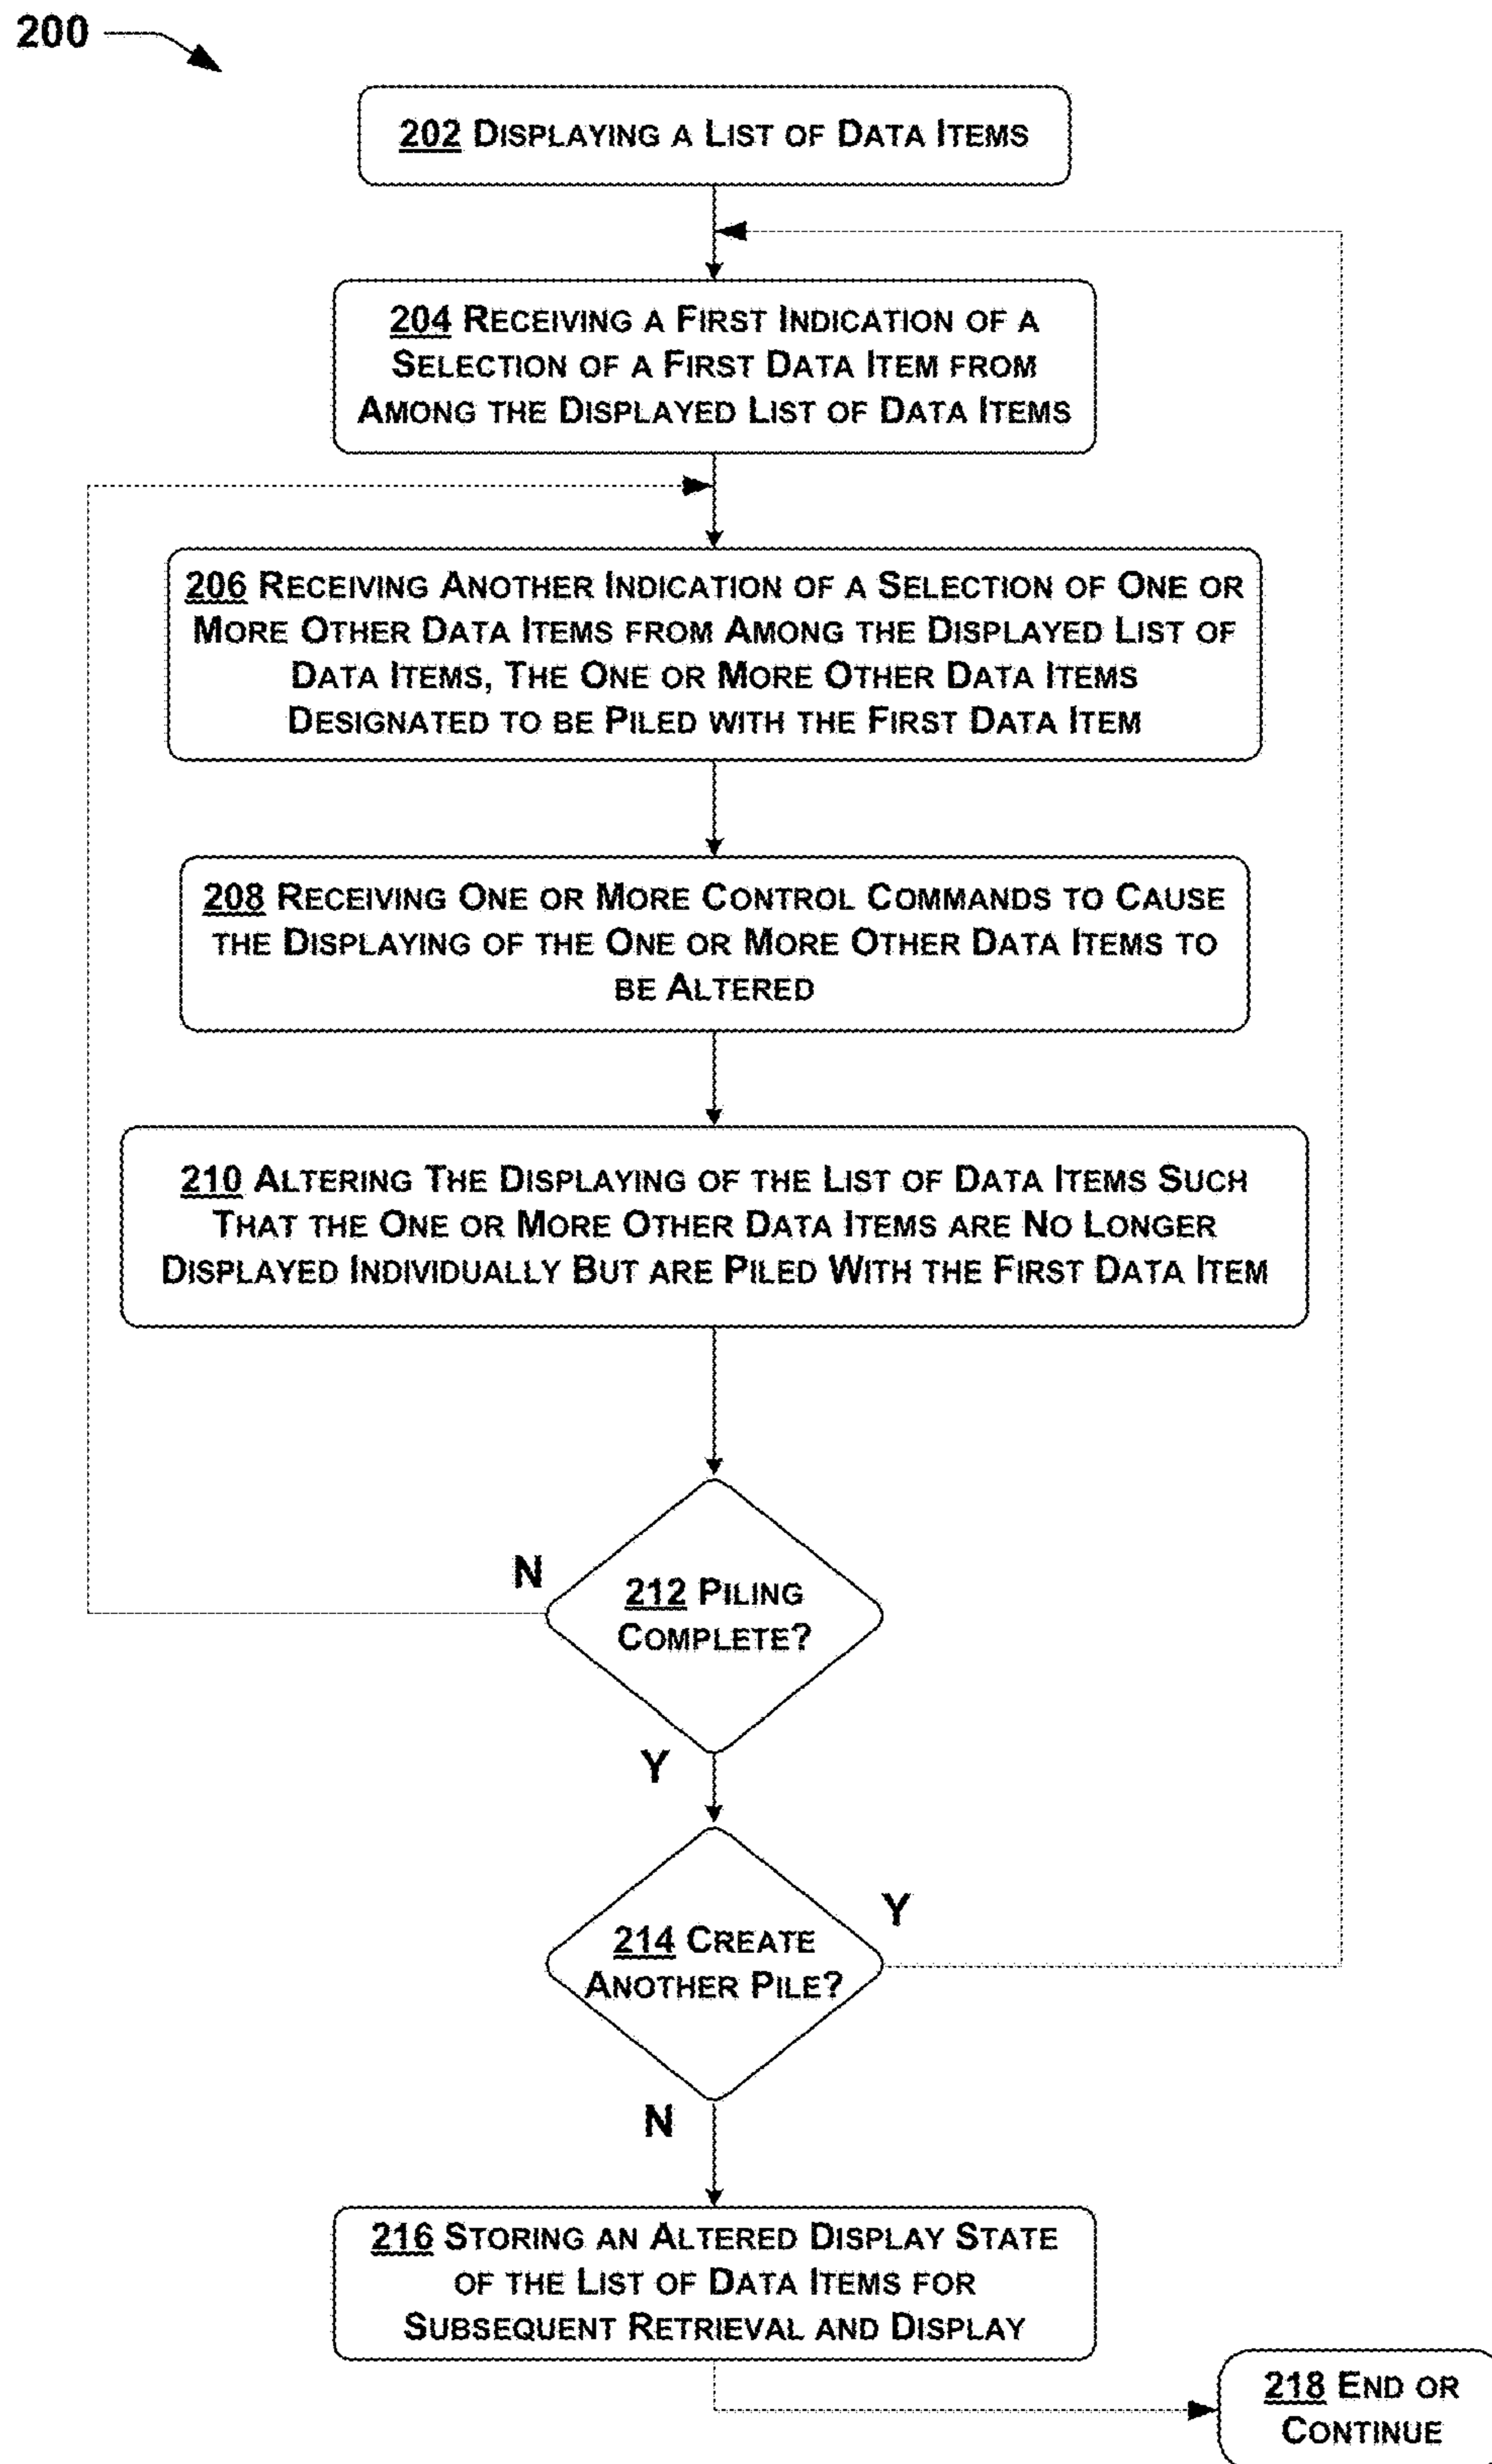 200
202 DISPLAYING A LIST OF DATA ITEMS
204 RECEIVING A FIRST INDICATION OF A
SELECTION OF A FIRST DATA ITEM FROM
AMONG THE DISPLAYED LIST OF DATA ITEMS
206 RECEIVING ANOTHER INDICATION OF A SELECTION OF ONE OR
MORE OTHER DATA ITEMS FROM AMONG THE DISPLAYED LIST OF
DATA ITEMS, THE ONE OR MORE OTHER DATA ITEMS
DESIGNATED TO BE PILED WITH THE FIRST DATA ITEM
208 RECEIVING ONE OR MORE CONTROL COMMANDS TO CAUSE
THE DISPLAYING OF THE ONE OR MORE OTHER DATA ITEMS TO
BE ALTERED
210 ALTERING THE DISPLAYING OF THE LIST OF DATA ITEMS SUCH
THAT THE ONE OR MORE OTHER DATA ITEMS ARE NO LONGER
DISPLAYED INDIVIDUALLY BUT ARE PILED WITH THE FIRST DATA ITEM
N
212 PILING
COMPLETE?
Y
Y
214 CREATE
ANOTHER PILE?
N
216 STORING AN ALTERED DISPLAY STATE
OF THE LIST OF DATA ITEMS FOR
SUBSEQUENT RETRIEVAL AND DISPLAY
218 END OR
CONTINUE